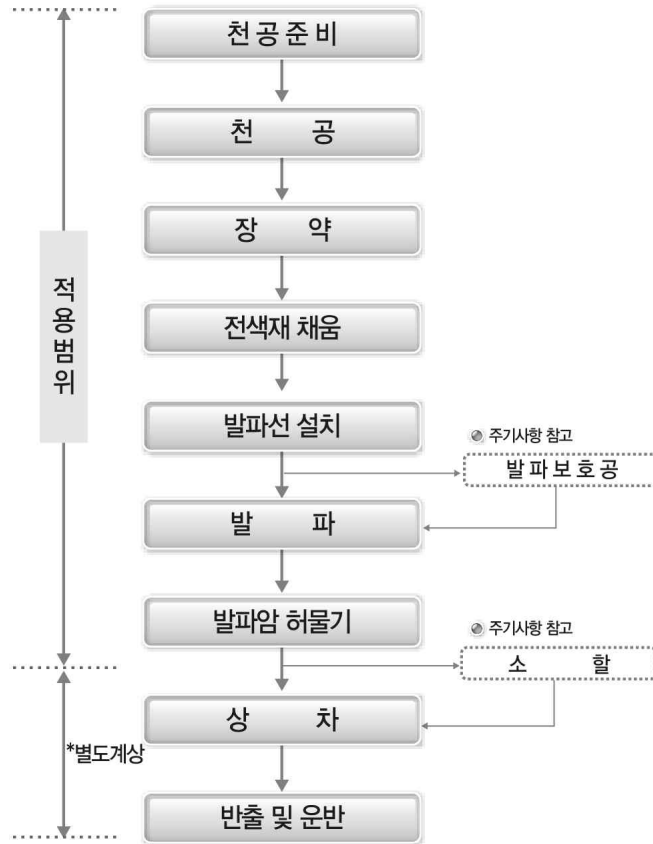 천공준비
천 공
장 약
적용범위
전색재 채움
발파선 설치
주기사항 참고
발파보호공
발 파
발파암 허물기
주기사항 참고
소 할
상 차
*별도계상
반출 및 운반